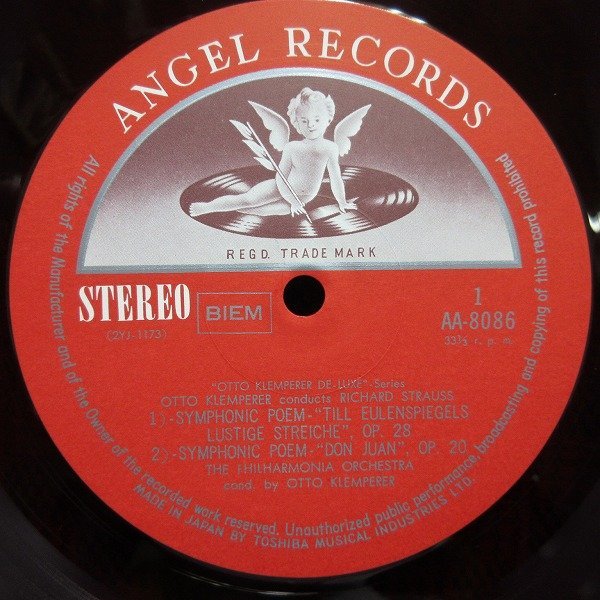 ANGEL RECORDS
REGD. TRADE MARK
STEREO
BIEM
(2YJ-1173)
1
AA-8086
33⅓ r. p. m.
"OTTO KLEMPERER DE-LUXE"-Series
OTTO KLEMPERER conducts RICHARD STRAUSS
1)-SYMPHONIC POEM-"TILL EULENSPIEGELS
LUSTIGE STREICHE", OP. 28
2)-SYMPHONIC POEM-"DON JUAN", OP. 20
THE PHILHARMONIA ORCHESTRA
cond. by OTTO KLEMPERER
All rights of the Manufacturer and of the Owner of the recorded work reserved. Unauthorized public performance, broadcasting and copying of this record prohibited
MADE IN JAPAN BY TOSHIBA MUSICAL INDUSTRIES LTD.